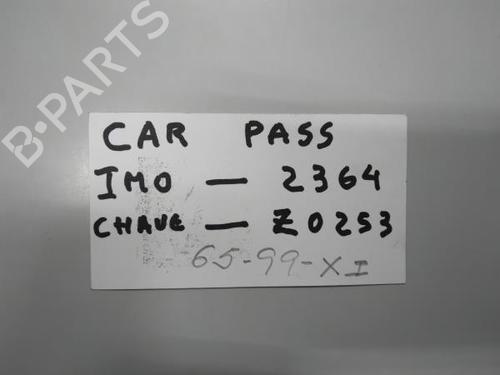 B-PARTS
CAR PASS
IMO — 2364
CHAVE — Z0253
65-99-XI